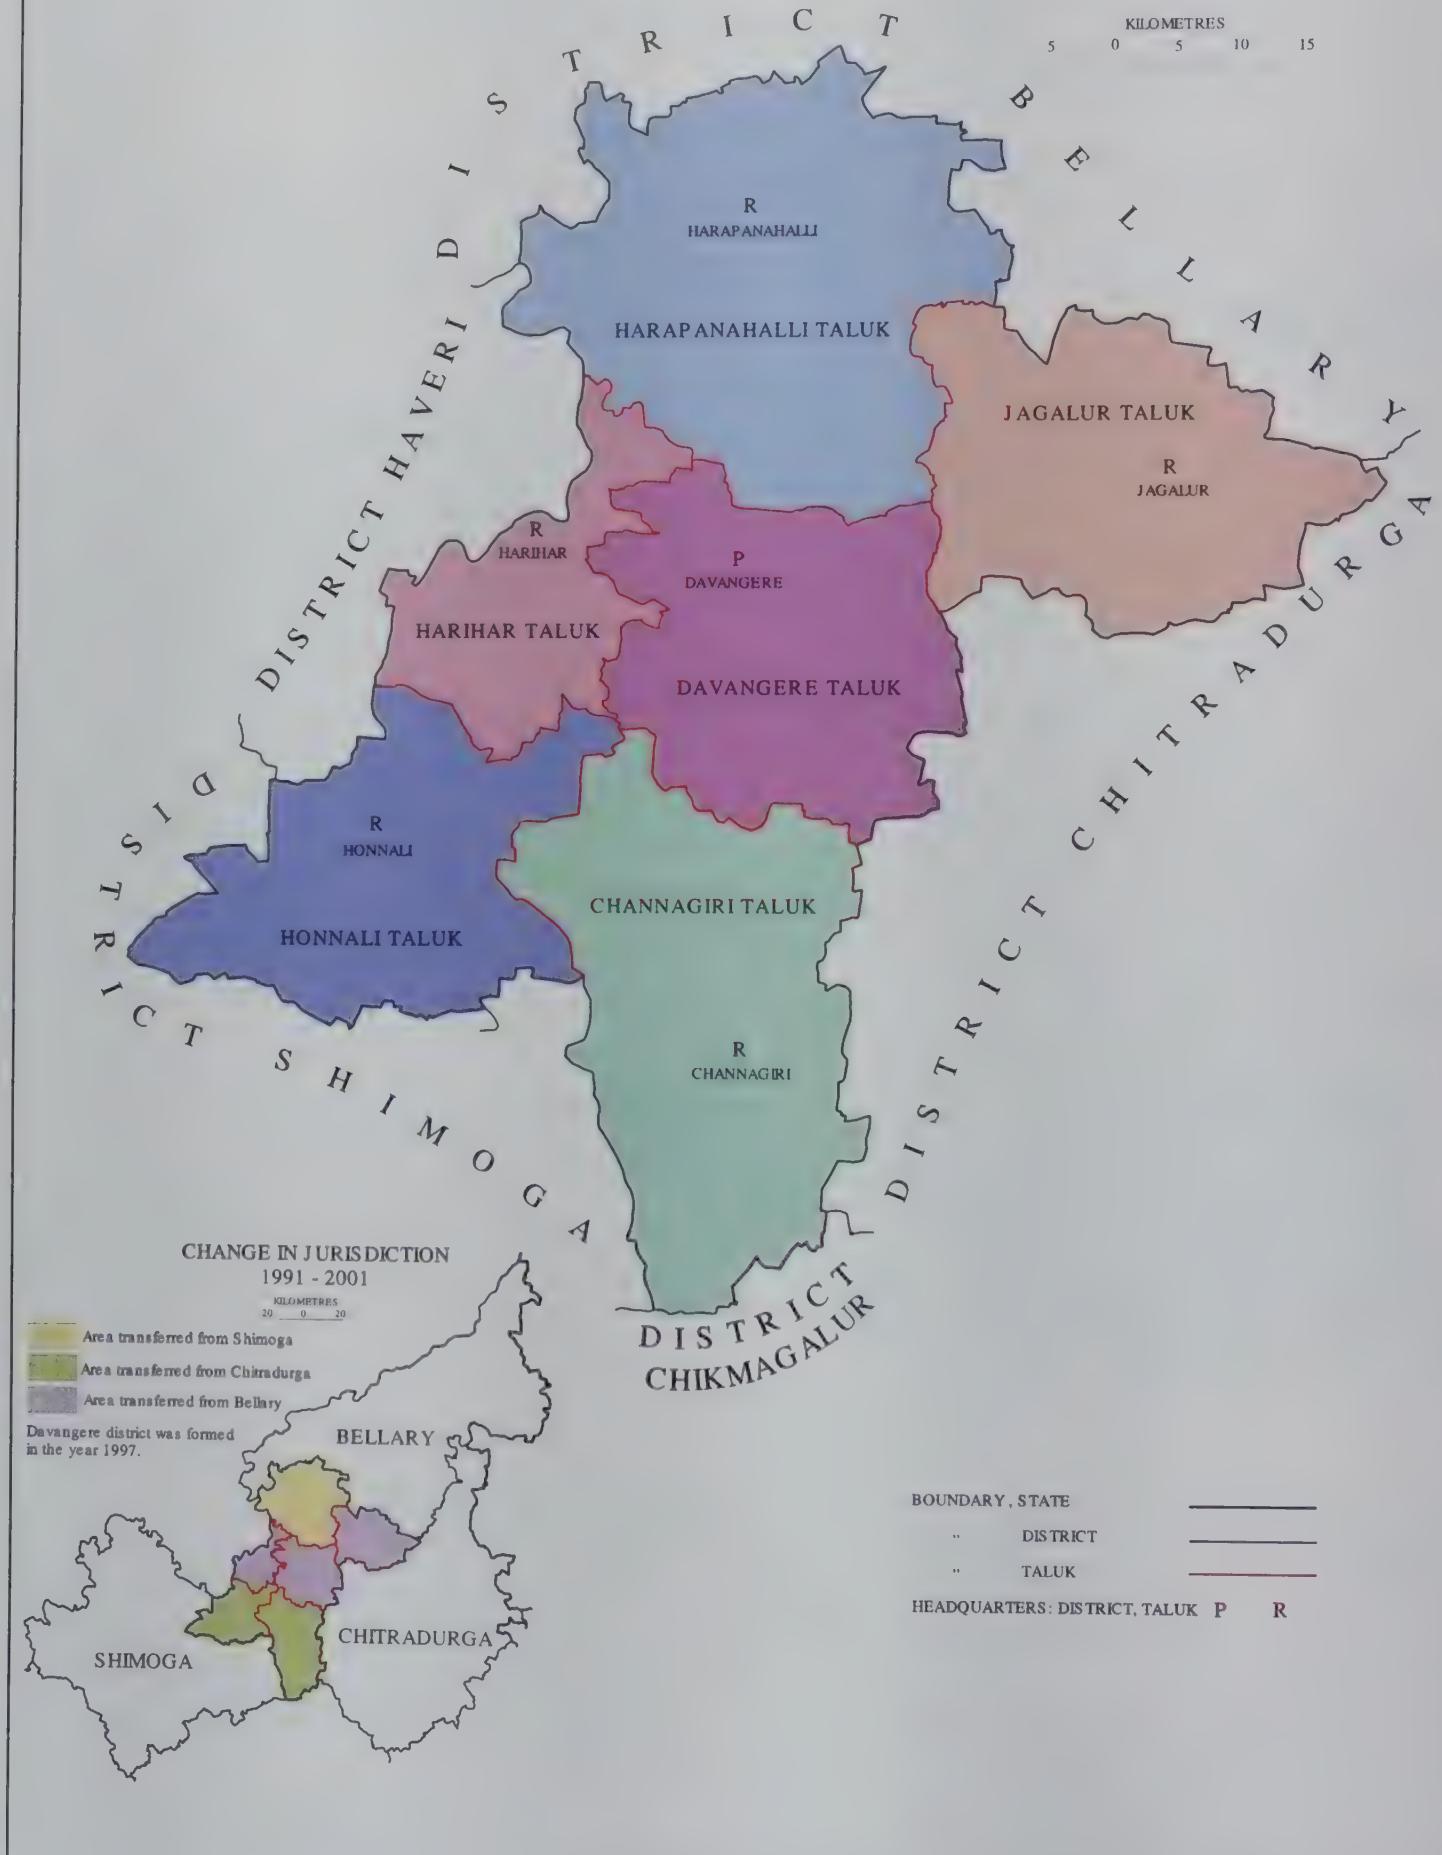 KILOMETRES
5 0 5 10 15
DISTRICT BELLARY
R
HARAPANAHALLI
HARAPANAHALLI TALUK
JAGALUR TALUK
R
JAGALUR
DISTRICT HAVERI
R
HARIHAR
P
DAVANGERE
HARIHAR TALUK
DAVANGERE TALUK
DISTRICT CHITRADURGA
R
HONNALI
HONNALI TALUK
CHANNAGIRI TALUK
DISTRICT SHIMOGA
R
CHANNAGIRI
DISTRICT
CHIKMAGALUR
CHANGE IN JURISDICTION
1991 - 2001
KILOMETRES
20 0 20
Area transferred from Shimoga
Area transferred from Chitradurga
Area transferred from Bellary
Davangere district was formed
in the year 1997.
BELLARY
CHITRADURGA
SHIMOGA
BOUNDARY, STATE
" DISTRICT
" TALUK
HEADQUARTERS: DISTRICT, TALUK P R